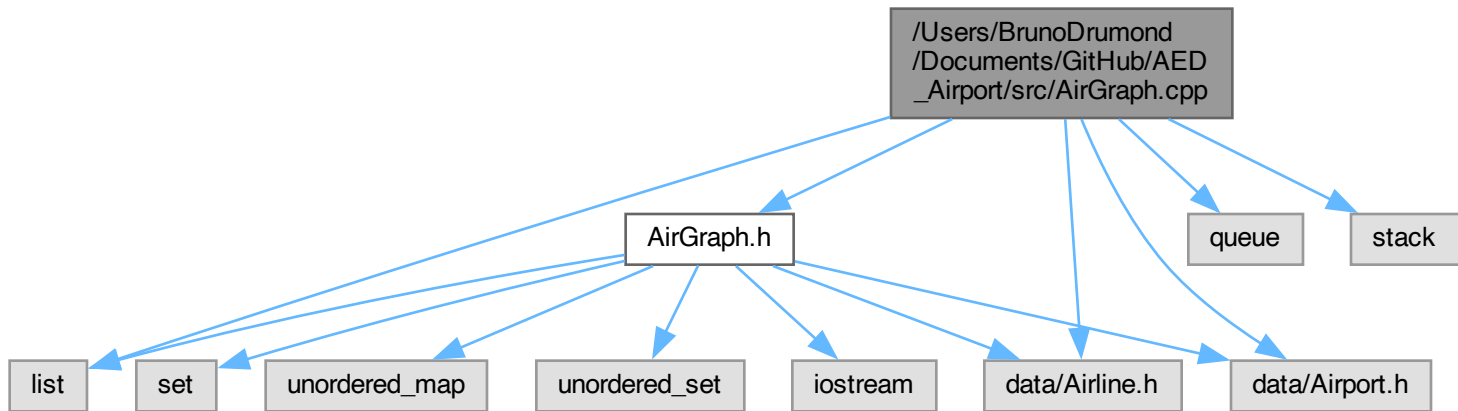 /Users/BrunoDrumond
/Documents/GitHub/AED
_Airport/src/AirGraph.cpp
AirGraph.h
queue
stack
list
set
unordered_map
unordered_set
iostream
data/Airline.h
data/Airport.h